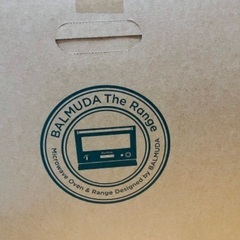 BALMUDA The Range
Microwave Oven & Range Designed by BALMUDA